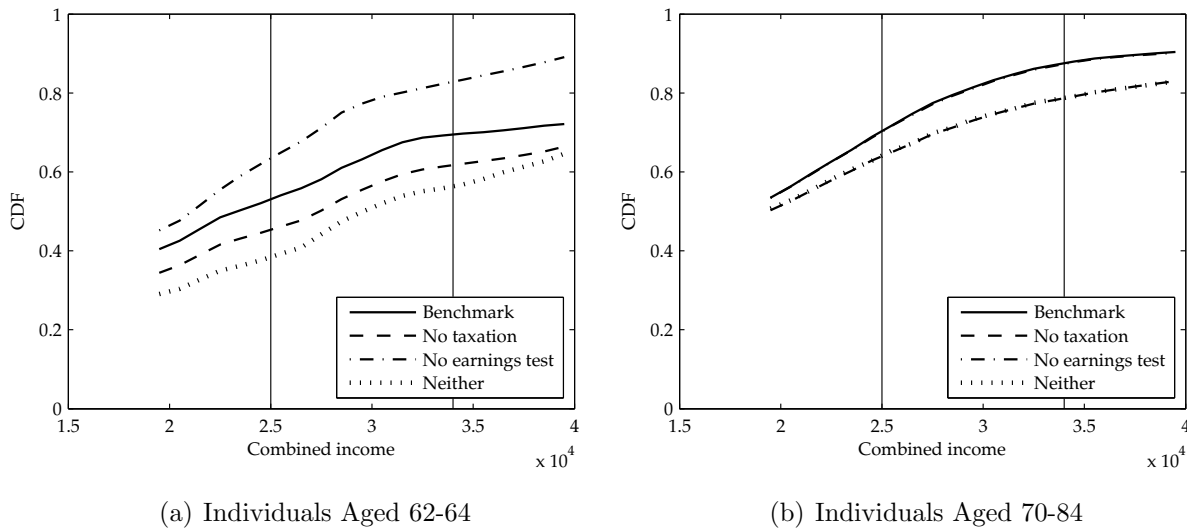 1
0.8
0.6
0.4
0.2
0
CDF
1.5
2
2.5
3
3.5
4
Combined income
x 10^4
Benchmark
No taxation
No earnings test
Neither
(a) Individuals Aged 62-64
1
0.8
0.6
0.4
0.2
0
CDF
1.5
2
2.5
3
3.5
4
Combined income
x 10^4
Benchmark
No taxation
No earnings test
Neither
(b) Individuals Aged 70-84